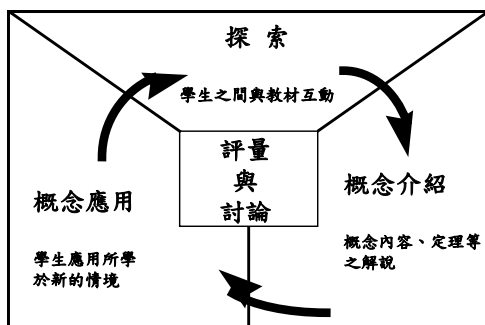 探 索
學生之間與教材互動
評量
與
討論
概念介紹
概念內容、定理等
之解說
概念應用
學生應用所學
於新的情境